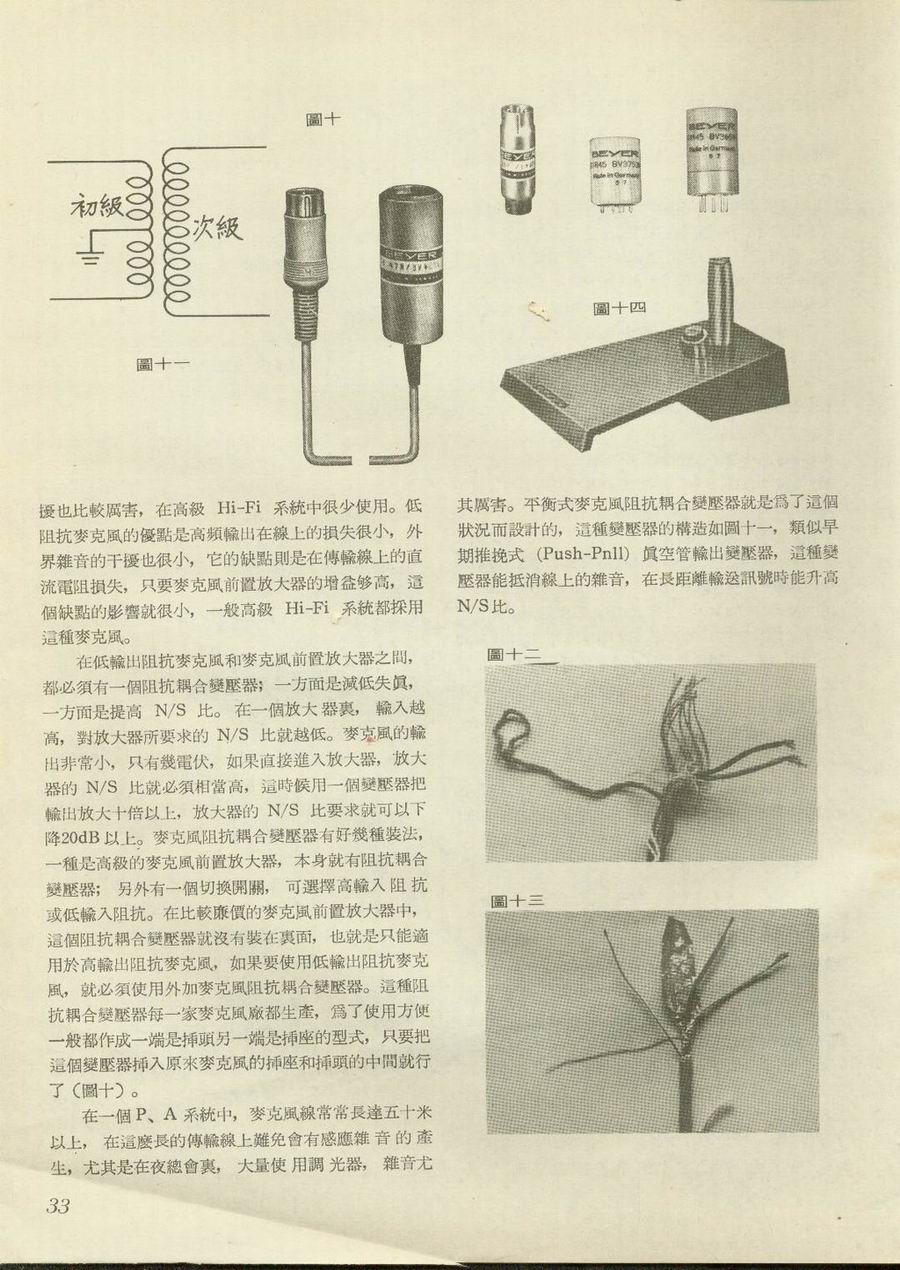 圖十
初級
次級
圖十一
BEYER
BEYER
BEYER
Made in Germany
BEYER
Made in Germany
圖十四
擾也比較厲害，在高級 Hi-Fi 系統中很少使用。低
阻抗麥克風的優點是高頻輸出在線上的損失很小，外
界雜音的干擾也很小，它的缺點則是在傳輸線上的直
流電阻損失，只要麥克風前置放大器的增益够高，這
個缺點的影響就很小，一般高級 Hi-Fi 系統都採用
這種麥克風。
在低輸出阻抗麥克風和麥克風前置放大器之間，
都必須有一個阻抗耦合變壓器；一方面是減低失眞，
一方面是提高 N/S 比。在一個放大器裏，輸入越
高，對放大器所要求的 N/S 比就越低。麥克風的輸
出非常小，只有幾電伏，如果直接進入放大器，放大
器的 N/S 比就必須相當高，這時候用一個變壓器把
輸出放大十倍以上，放大器的 N/S 比要求就可以下
降20dB以上。麥克風阻抗耦合變壓器有好幾種裝法，
一種是高級的麥克風前置放大器，本身就有阻抗耦合
變壓器；另外有一個切換開關，可選擇高輸入阻抗
或低輸入阻抗。在比較廉價的麥克風前置放大器中，
這個阻抗耦合變壓器就沒有裝在裏面，也就是只能適
用於高輸出阻抗麥克風，如果要使用低輸出阻抗麥克
風，就必須使用外加麥克風阻抗耦合變壓器。這種阻
抗耦合變壓器每一家麥克風廠都生產，爲了使用方便
一般都作成一端是揷頭另一端是揷座的型式，只要把
這個變壓器揷入原來麥克風的揷座和揷頭的中間就行
了（圖十）。
在一個P、A 系統中，麥克風線常常長達五十米
以上，在這麼長的傳輸線上難免會有感應雜音的產
生，尤其是在夜總會裏，大量使用調光器，雜音尤
其厲害。平衡式麥克風阻抗耦合變壓器就是爲了這個
狀況而設計的，這種變壓器的構造如圖十一，類似早
期推挽式（Push-Pnll）眞空管輸出變壓器，這種變
壓器能抵消線上的雜音，在長距離輸送訊號時能升高
N/S比。
圖十二
圖十三
33